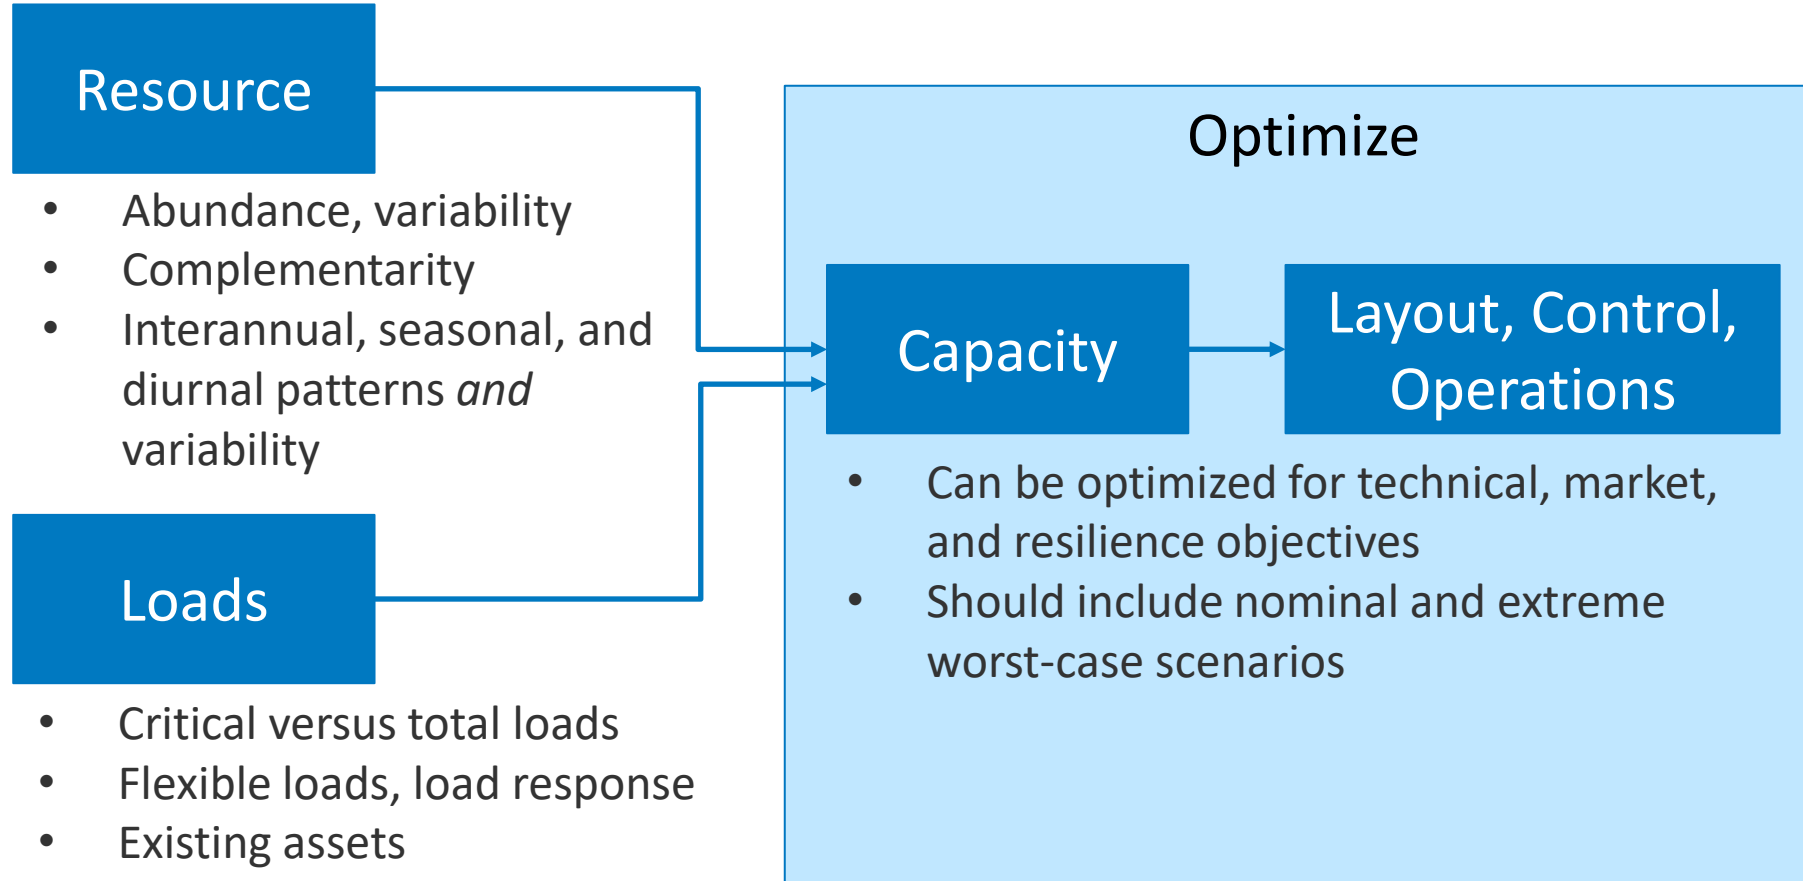 Resource
• Abundance, variability
• Complementarity
• Interannual, seasonal, and
diurnal patterns and
variability
Loads
• Critical versus total loads
• Flexible loads, load response
• Existing assets
Optimize
Capacity
Layout, Control,
Operations
• Can be optimized for technical, market,
and resilience objectives
• Should include nominal and extreme
worst-case scenarios